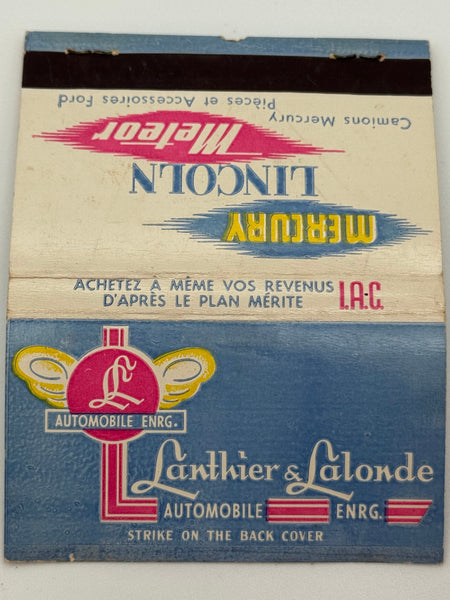 MERCURY
LINCOLN
Meteor
Camions Mercury
Pièces et Accessoires Ford
ACHETEZ À MÊME VOS REVENUS
D'APRÈS LE PLAN MÉRITE I.A.C.
LL
AUTOMOBILE ENRG.
Lanthier & Lalonde
AUTOMOBILE ENRG.
STRIKE ON THE BACK COVER